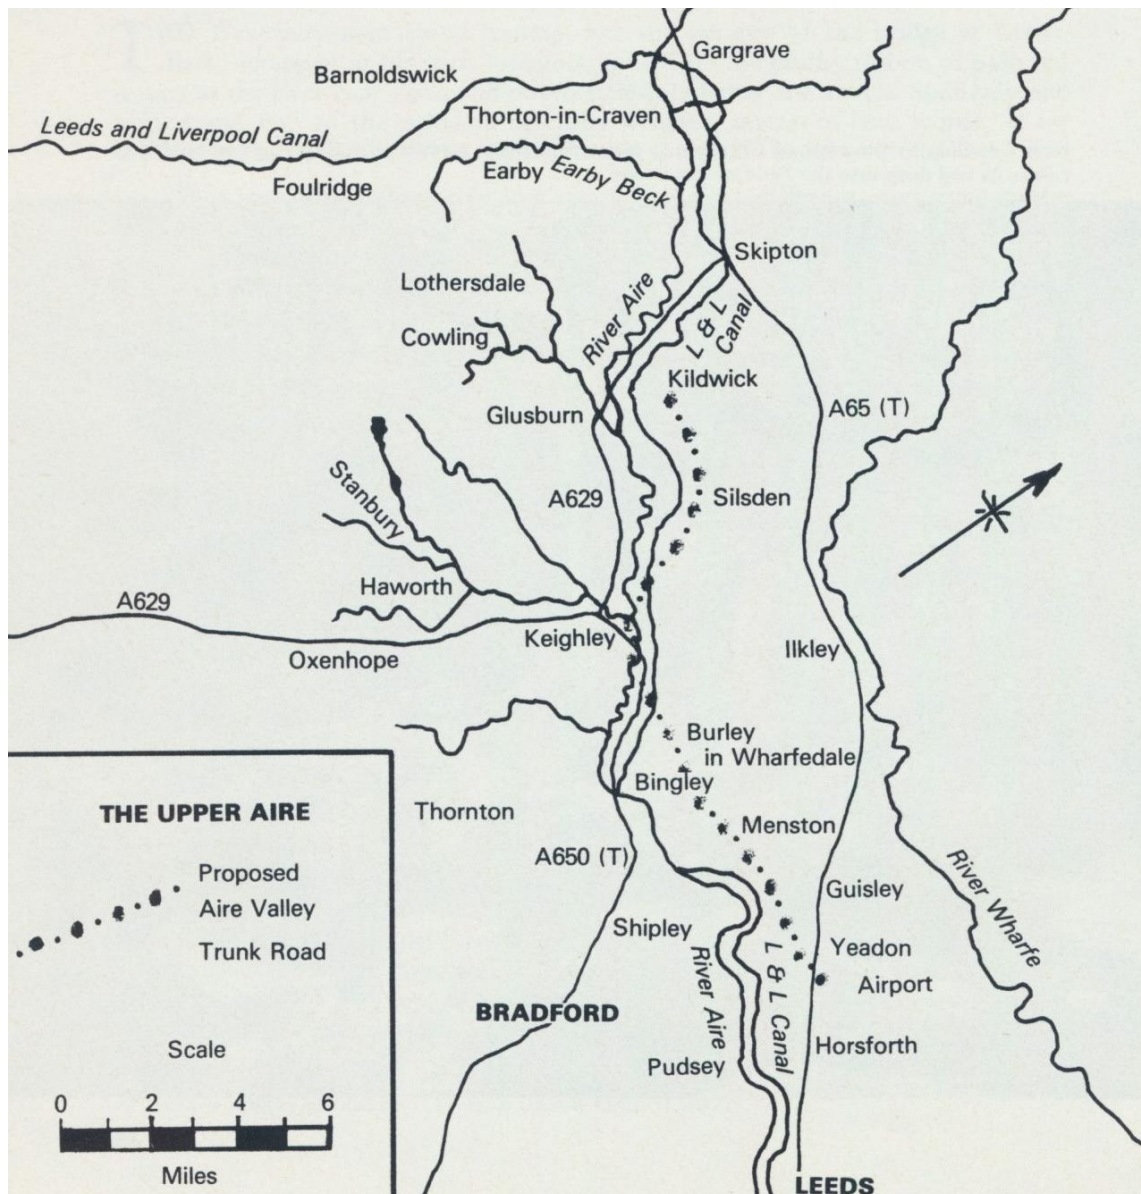 Gargrave
Barnoldswick
Thorton-in-Craven
Leeds and Liverpool Canal
Foulridge
Earby
Earby Beck
Skipton
Lothersdale
River Aire
L & L
Canal
Cowling
Kildwick
Glusburn
A65 (T)
Stanbury
A629
Silsden
Haworth
A629
Keighley
Oxenhope
Ilkley
Burley
in Wharfedale
Bingley
Thornton
Menston
A650 (T)
Guisley
River Wharfe
Shipley
Yeadon
Airport
River Aire
L & L Canal
BRADFORD
Horsforth
Pudsey
LEEDS
THE UPPER AIRE
Proposed
Aire Valley
Trunk Road
Scale
0 2 4 6
Miles